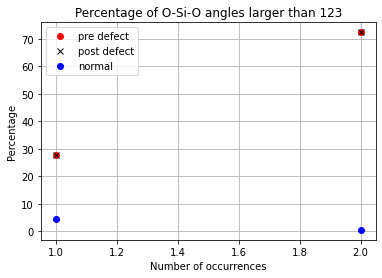 Percentage of O-Si-O angles larger than 123
pre defect
post defect
normal
Percentage
70
60
50
40
30
20
10
0
1.0
1.2
1.4
1.6
1.8
2.0
Number of occurrences